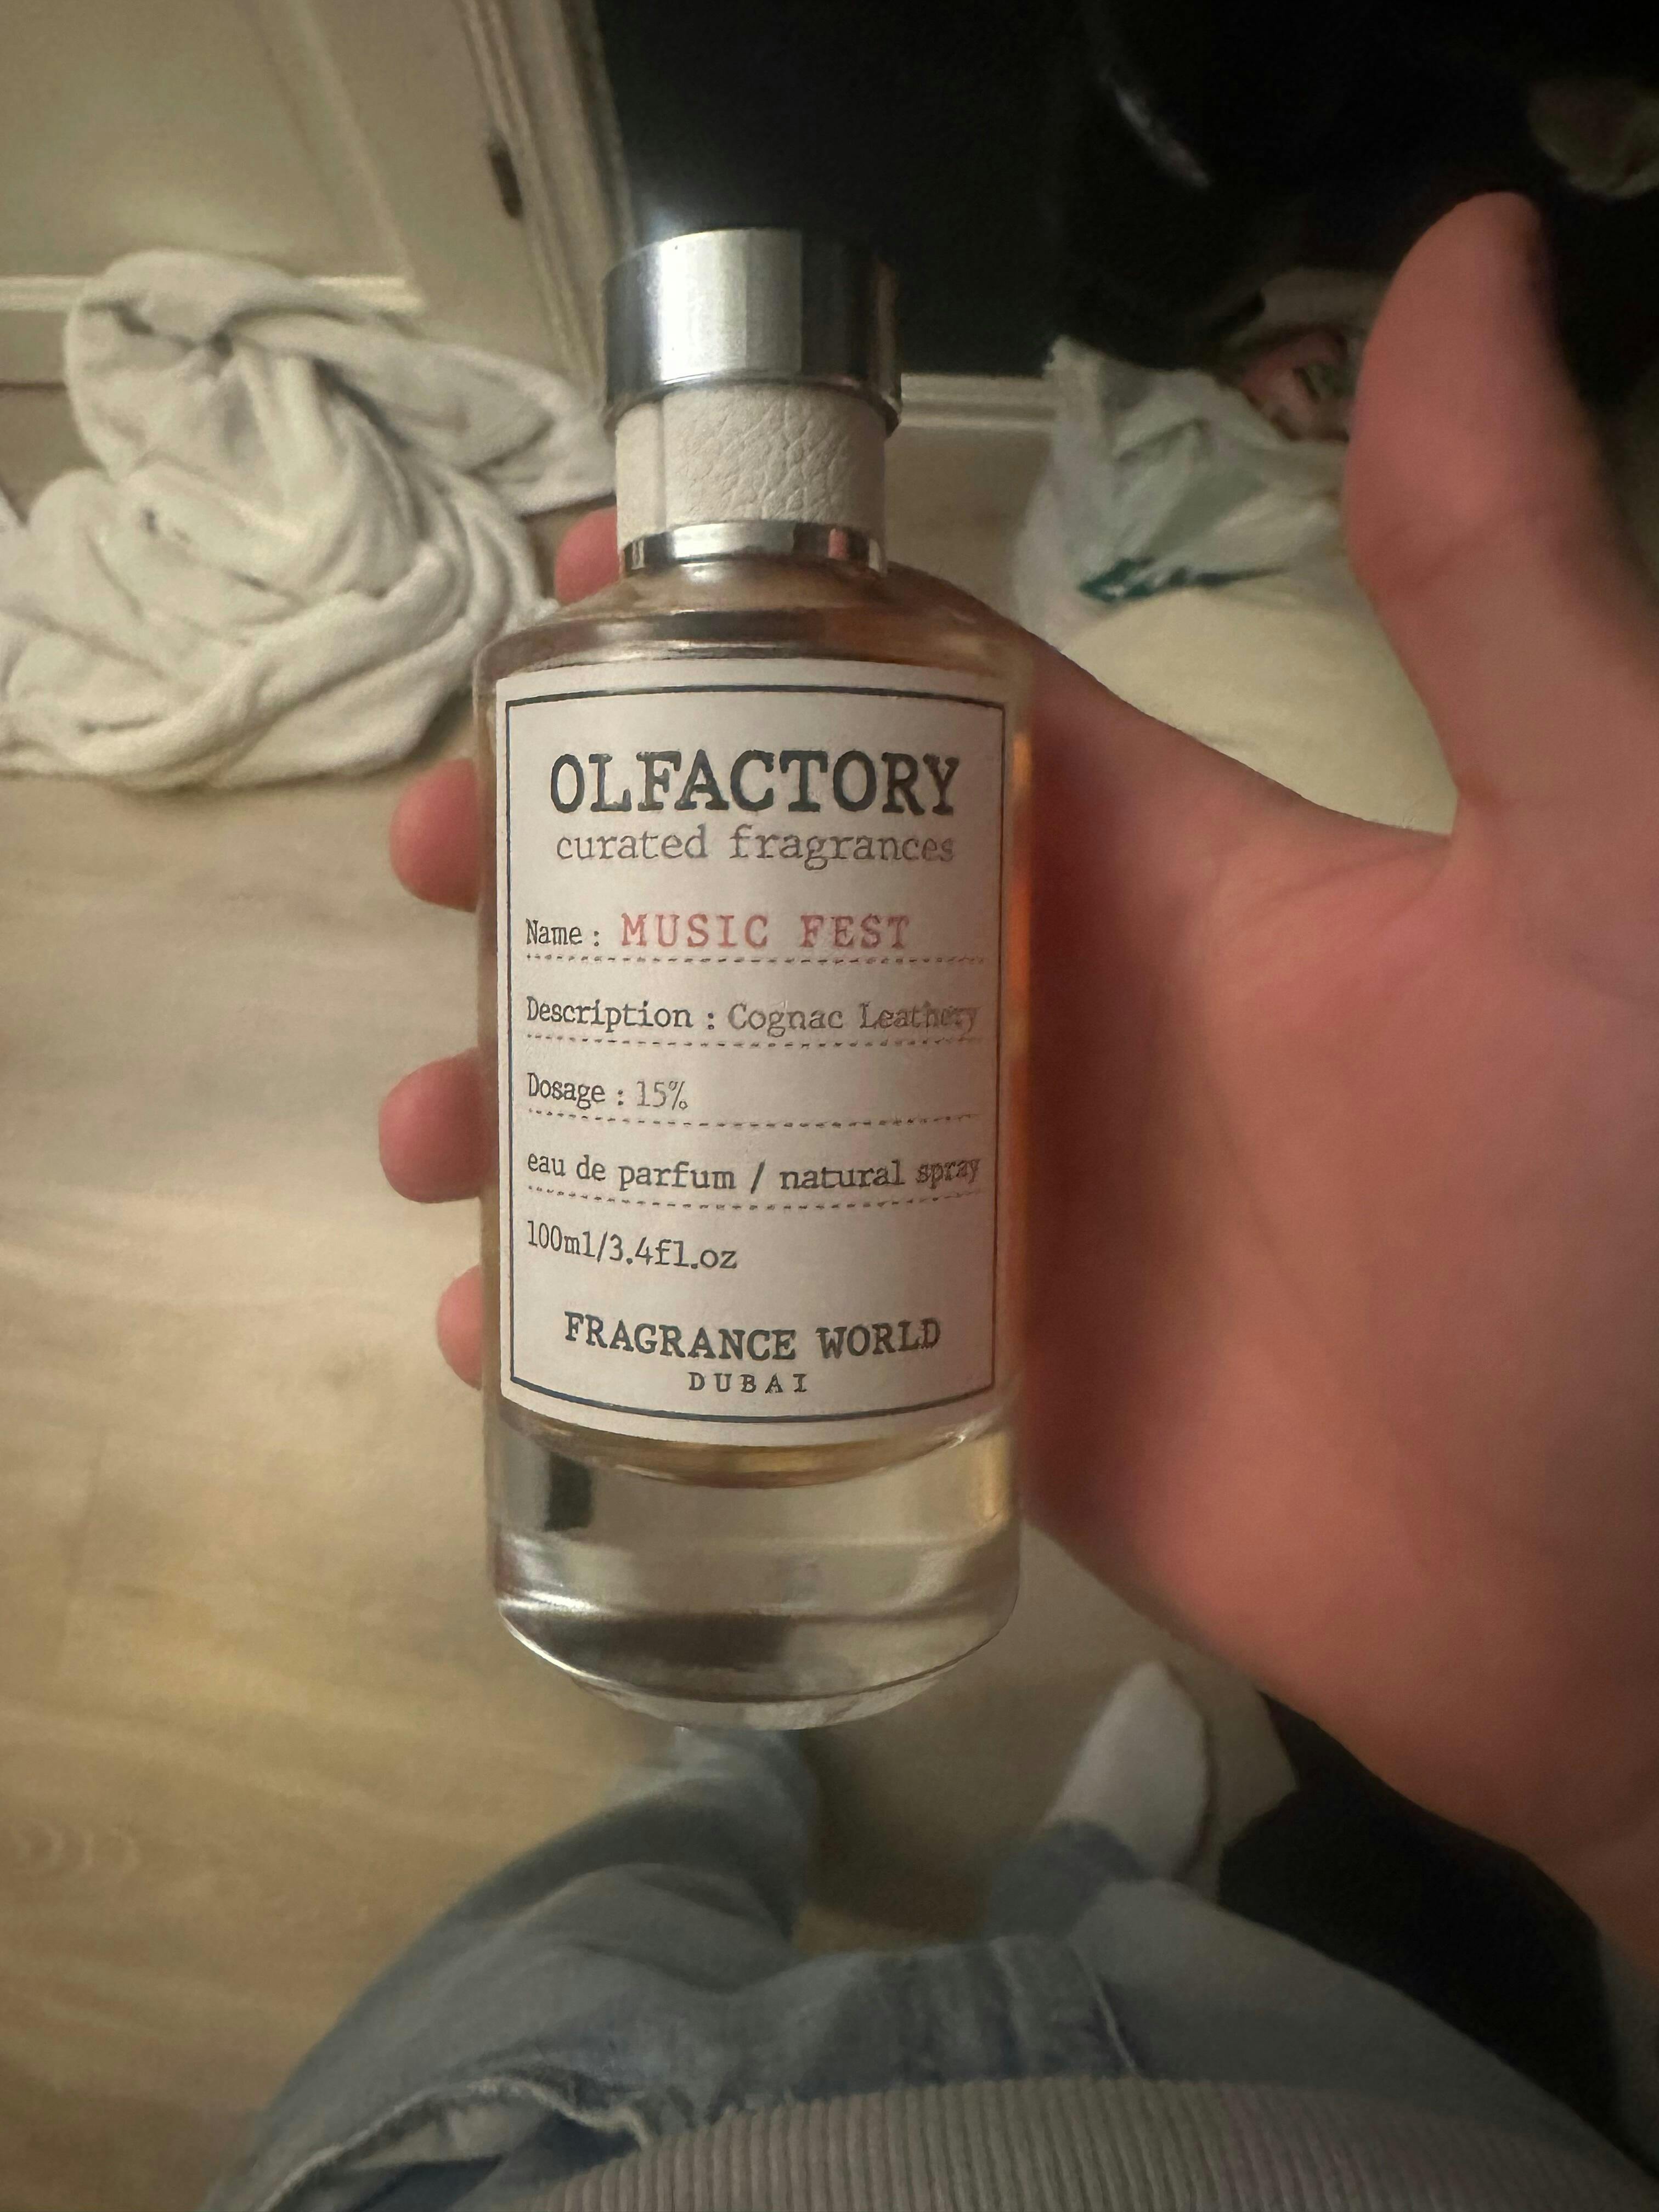 OLFACTORY
curated fragrances
Name : MUSIC FEST
Description : Cognac Leathery
Dosage : 15%
eau de parfum / natural spray
100ml/3.4fl.oz
FRAGRANCE WORLD
DUBAI